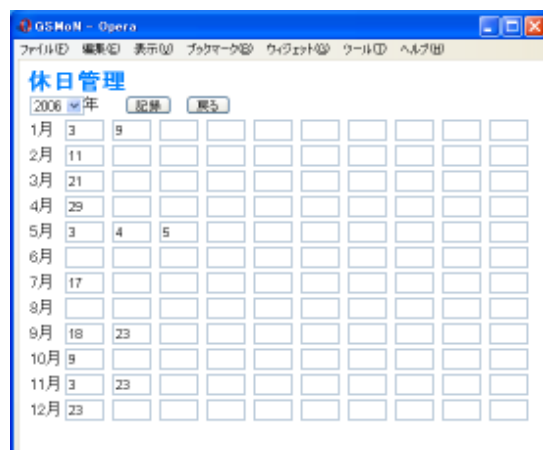 GSMoN - Opera
ファイル(F) 編集(E) 表示(V) ブックマーク(B) ウィジェット(W) ツール(T) ヘルプ(H)
休日管理
2006 年 記録 戻る
1月 3 9
2月 11
3月 21
4月 29
5月 3 4 5
6月
7月 17
8月
9月 18 23
10月 9
11月 3 23
12月 23